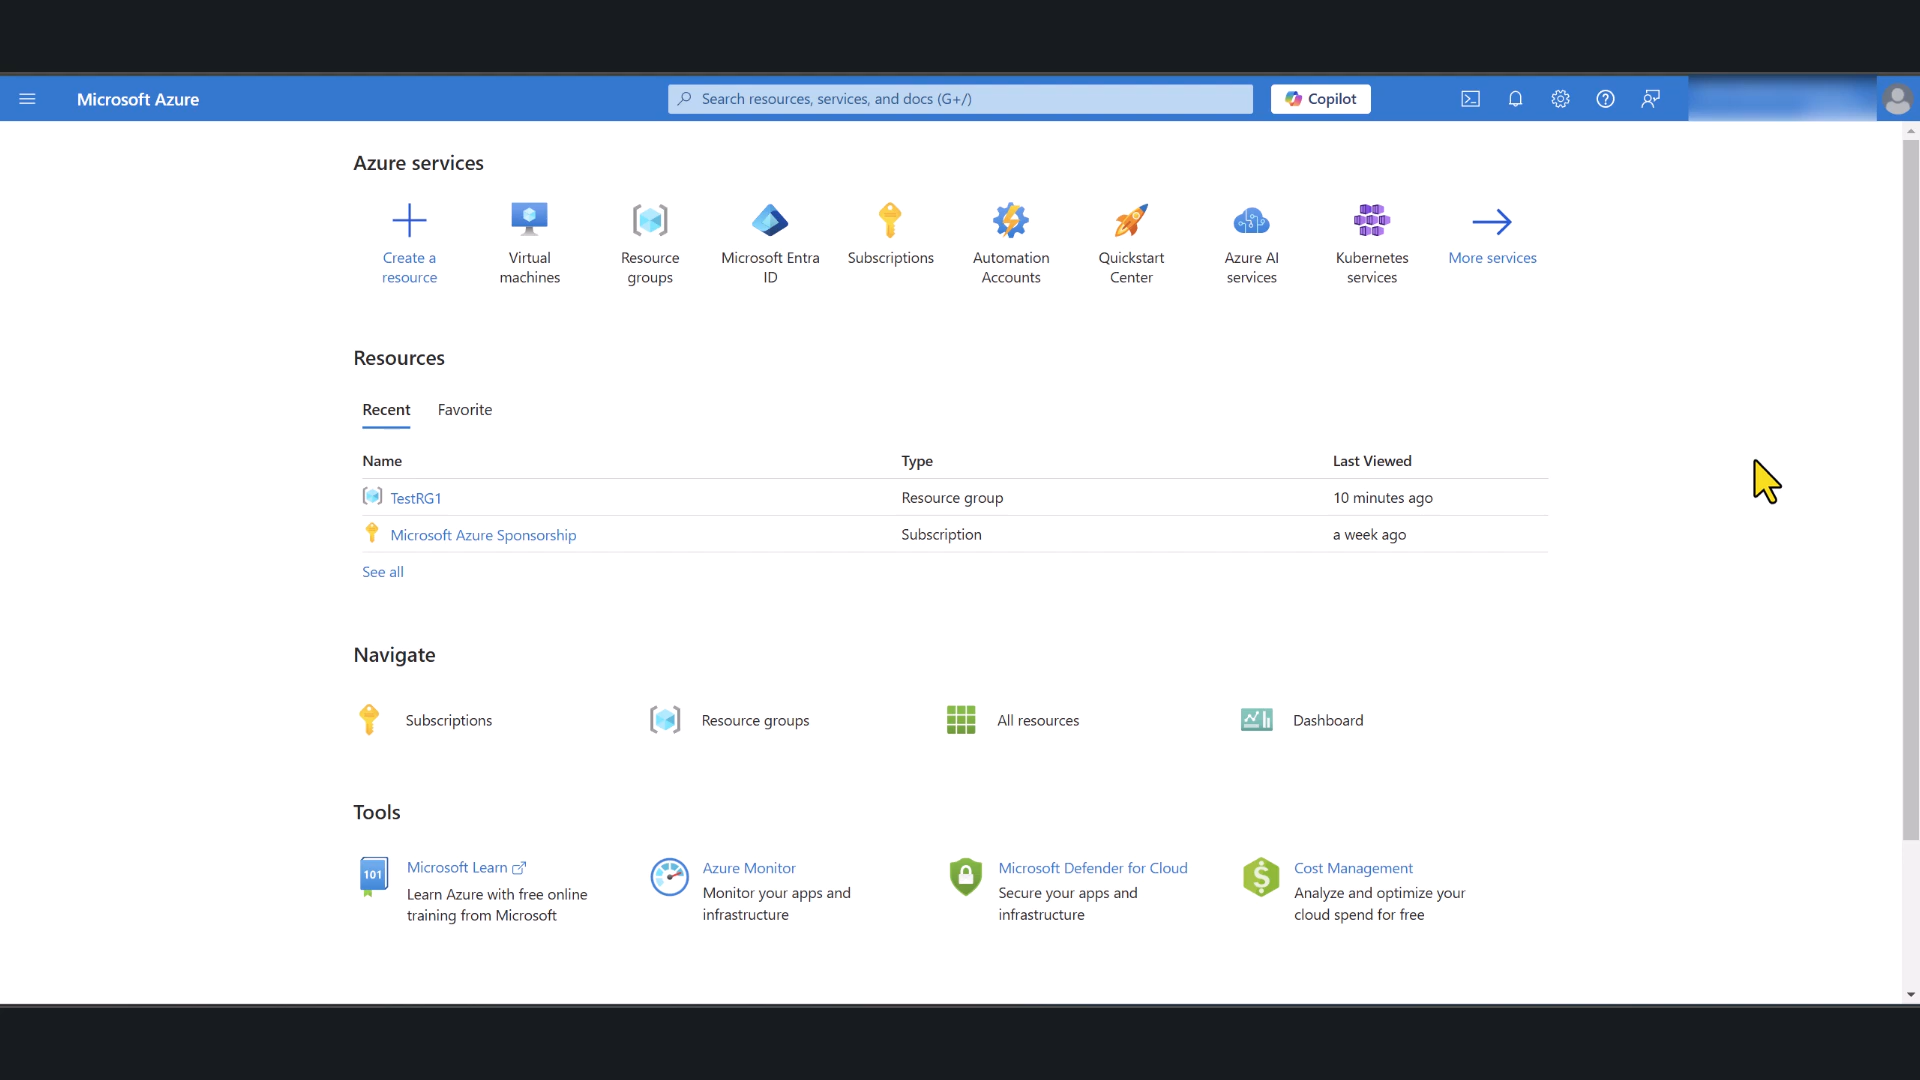 Microsoft Azure
Search resources, services, and docs (G+/)
Copilot
Azure services
Create a
resource
Virtual
machines
Resource
groups
Microsoft Entra
ID
Subscriptions
Automation
Accounts
Quickstart
Center
Azure AI
services
Kubernetes
services
More services
Resources
Recent
Favorite
Name
Type
Last Viewed
TestRG1
Resource group
10 minutes ago
Microsoft Azure Sponsorship
Subscription
a week ago
See all
Navigate
Subscriptions
Resource groups
All resources
Dashboard
Tools
101
Microsoft Learn
Learn Azure with free online
training from Microsoft
Azure Monitor
Monitor your apps and
infrastructure
Microsoft Defender for Cloud
Secure your apps and
infrastructure
$
Cost Management
Analyze and optimize your
cloud spend for free